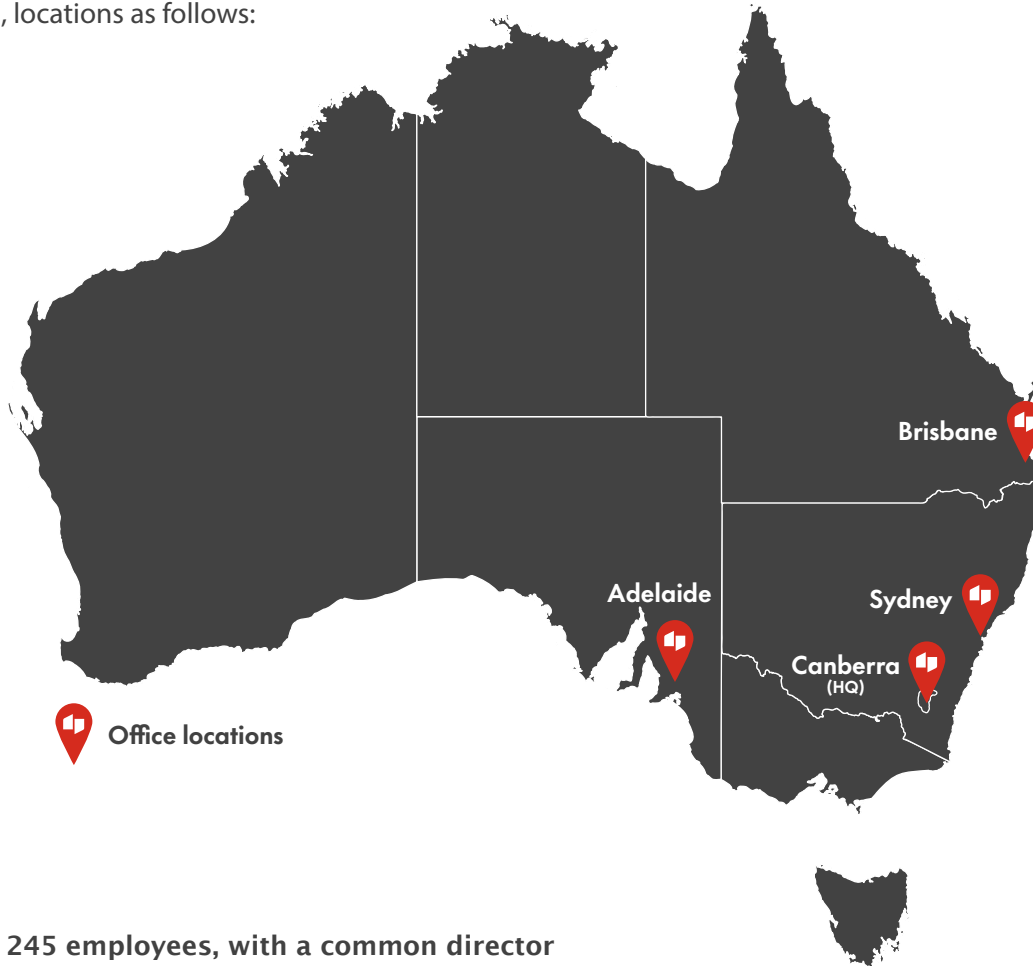 , locations as follows:
Brisbane
Adelaide
Sydney
Canberra
(HQ)
Office locations
245 employees, with a common director